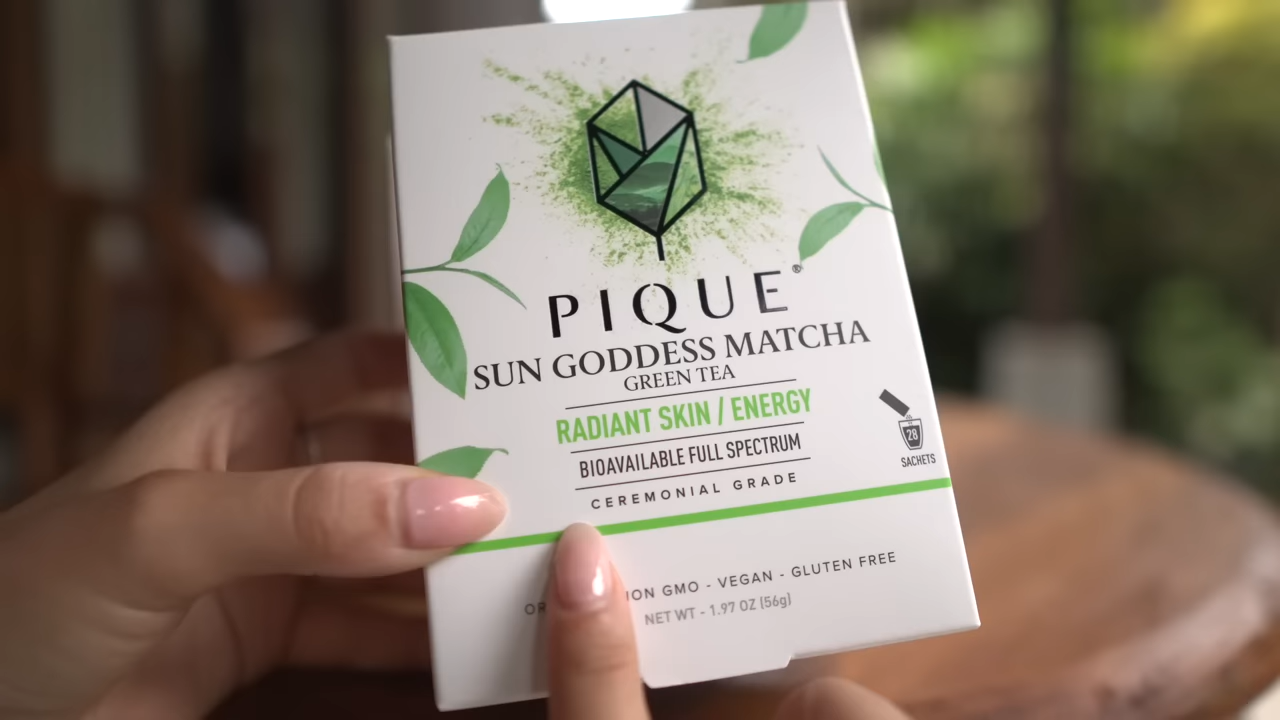 PIQUE®
SUN GODDESS MATCHA
GREEN TEA
RADIANT SKIN / ENERGY
BIOAVAILABLE FULL SPECTRUM
CEREMONIAL GRADE
28
SACHETS
GMO - VEGAN - GLUTEN FREE
NET WT - 1.97 OZ (56g)